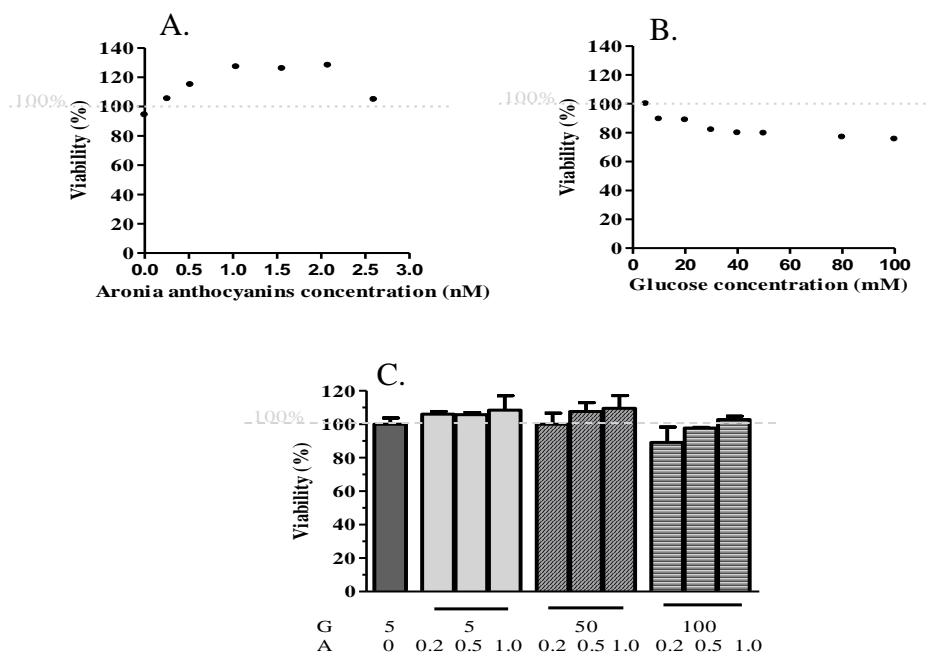 A.
140
120
100%
100
80
60
40
20
0
Viability (%)
0.0 0.5 1.0 1.5 2.0 2.5 3.0
Aronia anthocyanins concentration (nM)
B.
140
120
100%
100
80
60
40
20
0
Viability (%)
0 20 40 60 80 100
Glucose concentration (mM)
C.
120
100%
100
80
60
40
20
0
Viability (%)
G 5 5 50 100
A 0 0.2 0.5 1.0 0.2 0.5 1.0 0.2 0.5 1.0